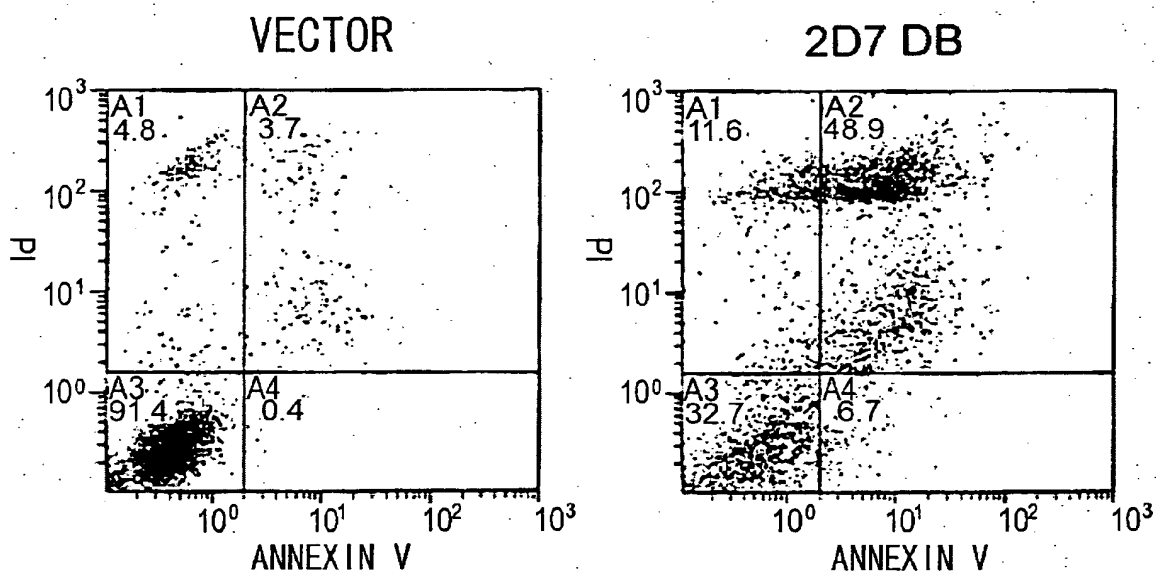 VECTOR
10³
A1
4.8
A2
3.7
10²
PI
10¹
10⁰
A3
91.4
A4
0.4
10⁰ 10¹ 10² 10³
ANNEXIN V
2D7 DB
10³
A1
11.6
A2
48.9
10²
PI
10¹
10⁰
A3
32.7
A4
6.7
10⁰ 10¹ 10² 10³
ANNEXIN V